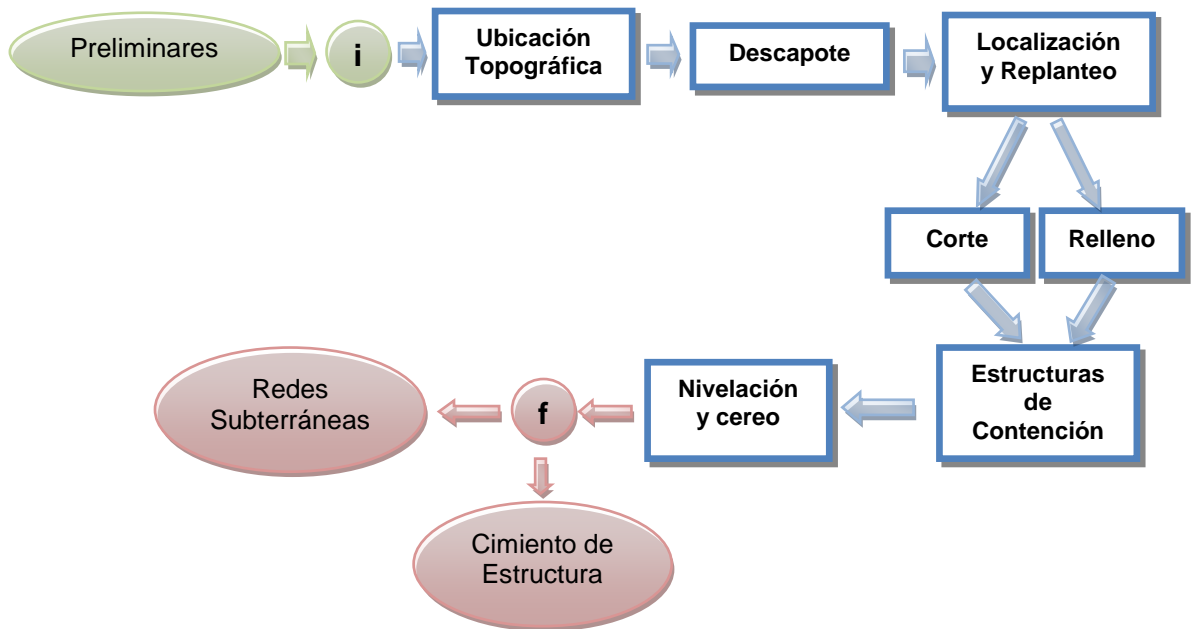 Preliminares
i
Ubicación
Topográfica
Descapote
Localización
y Replanteo
Corte
Relleno
Estructuras
de
Contención
Nivelación
y cereo
f
Redes
Subterráneas
Cimiento de
Estructura